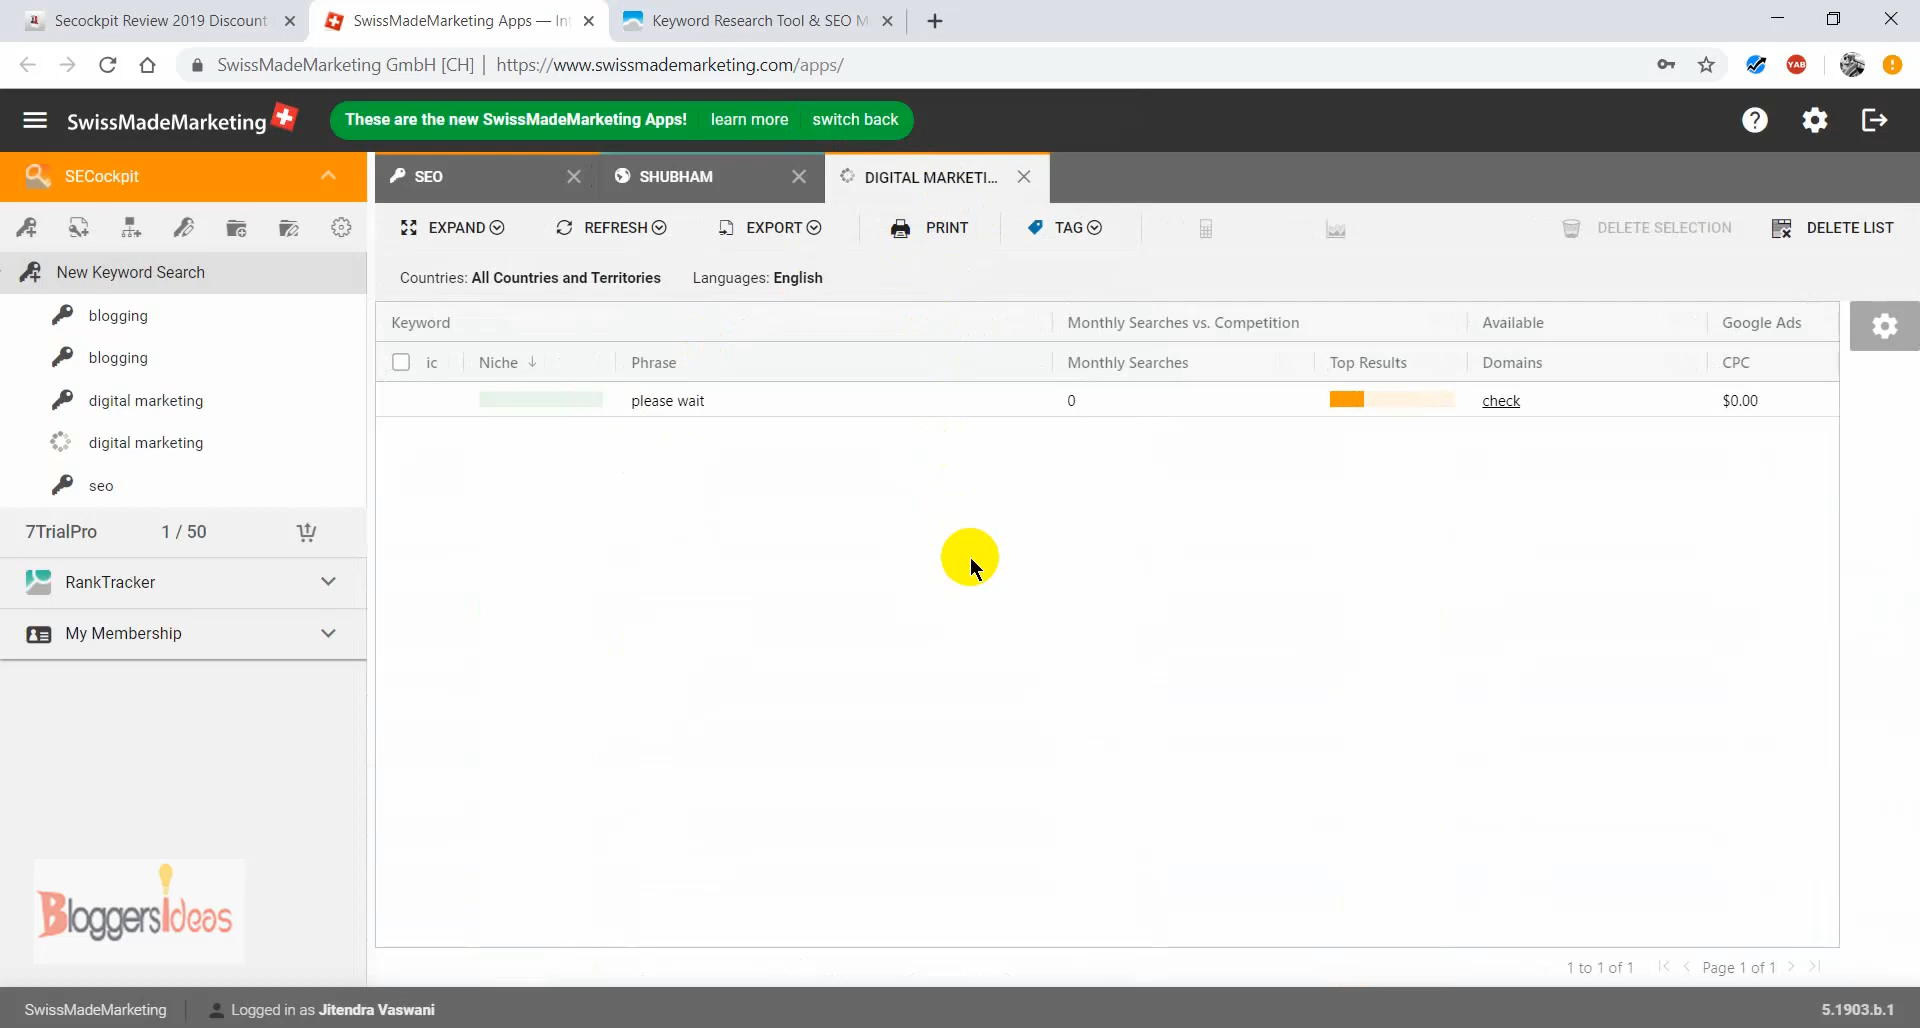 Secockpit Review 2019 Discount
SwissMadeMarketing Apps — Int
Keyword Research Tool & SEO M
SwissMadeMarketing GmbH [CH] | https://www.swissmademarketing.com/apps/
YAB
SwissMadeMarketing
These are the new SwissMadeMarketing Apps! learn more switch back
SECockpit
SEO
SHUBHAM
DIGITAL MARKETI...
EXPAND
REFRESH
EXPORT
PRINT
TAG
DELETE SELECTION
DELETE LIST
New Keyword Search
blogging
blogging
digital marketing
digital marketing
seo
7TrialPro 1 / 50
RankTracker
My Membership
Countries: All Countries and Territories Languages: English
Keyword Monthly Searches vs. Competition Available Google Ads
ic Niche Phrase Monthly Searches Top Results Domains CPC
please wait 0 check $0.00
BloggersIdeas
1 to 1 of 1 Page 1 of 1
SwissMadeMarketing Logged in as Jitendra Vaswani
5.1903.b.1